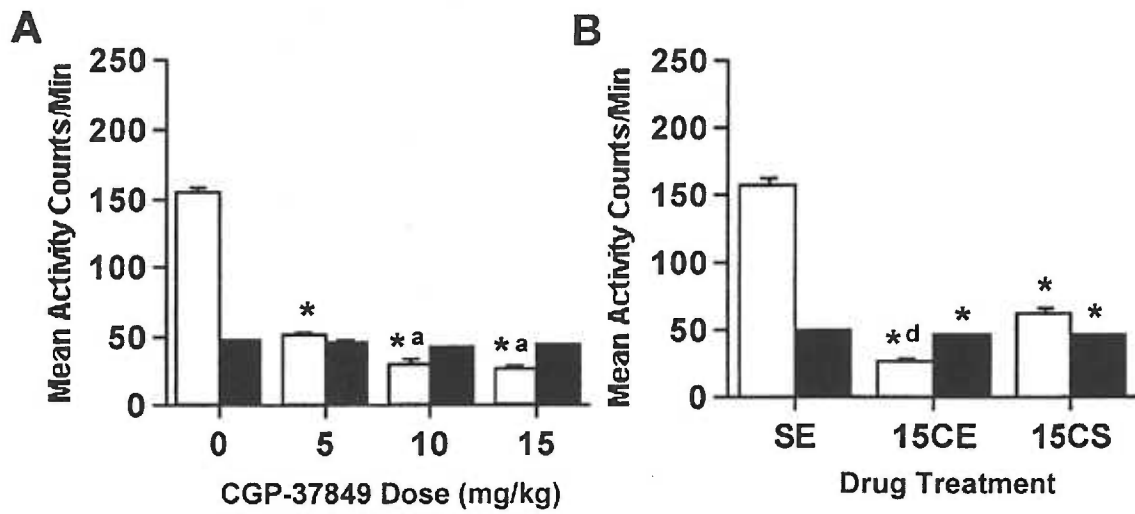 A
Mean Activity Counts/Min
250
200
150
100
50
0
*
* a
* a
0 5 10 15
CGP-37849 Dose (mg/kg)
B
Mean Activity Counts/Min
250
200
150
100
50
0
* d
*
*
*
SE 15CE 15CS
Drug Treatment